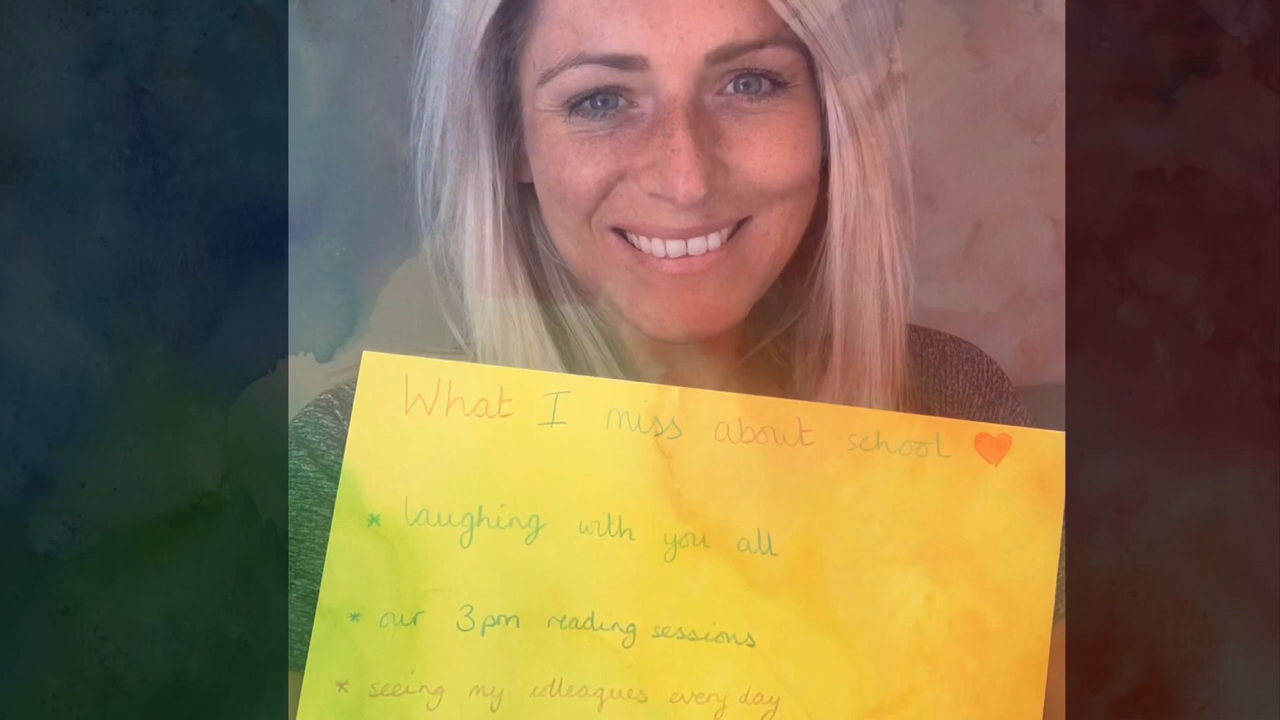 What I miss about school
* laughing with you all
* our 3pm reading sessions
* seeing my colleagues every day